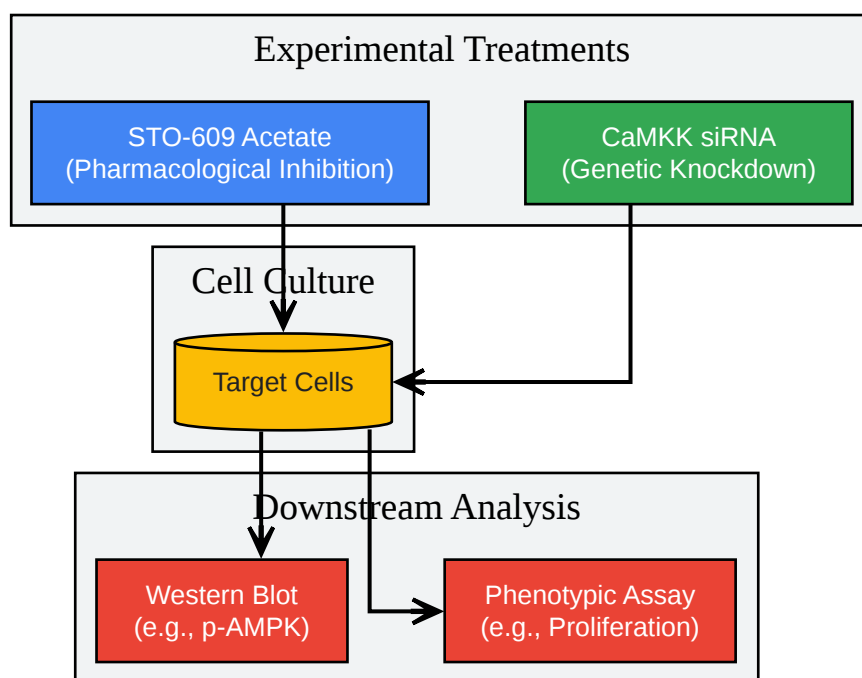 Experimental Treatments
STO-609 Acetate
(Pharmacological Inhibition)
CaMKK siRNA
(Genetic Knockdown)
Cell Culture
Target Cells
Downstream Analysis
Western Blot
(e.g., p-AMPK)
Phenotypic Assay
(e.g., Proliferation)